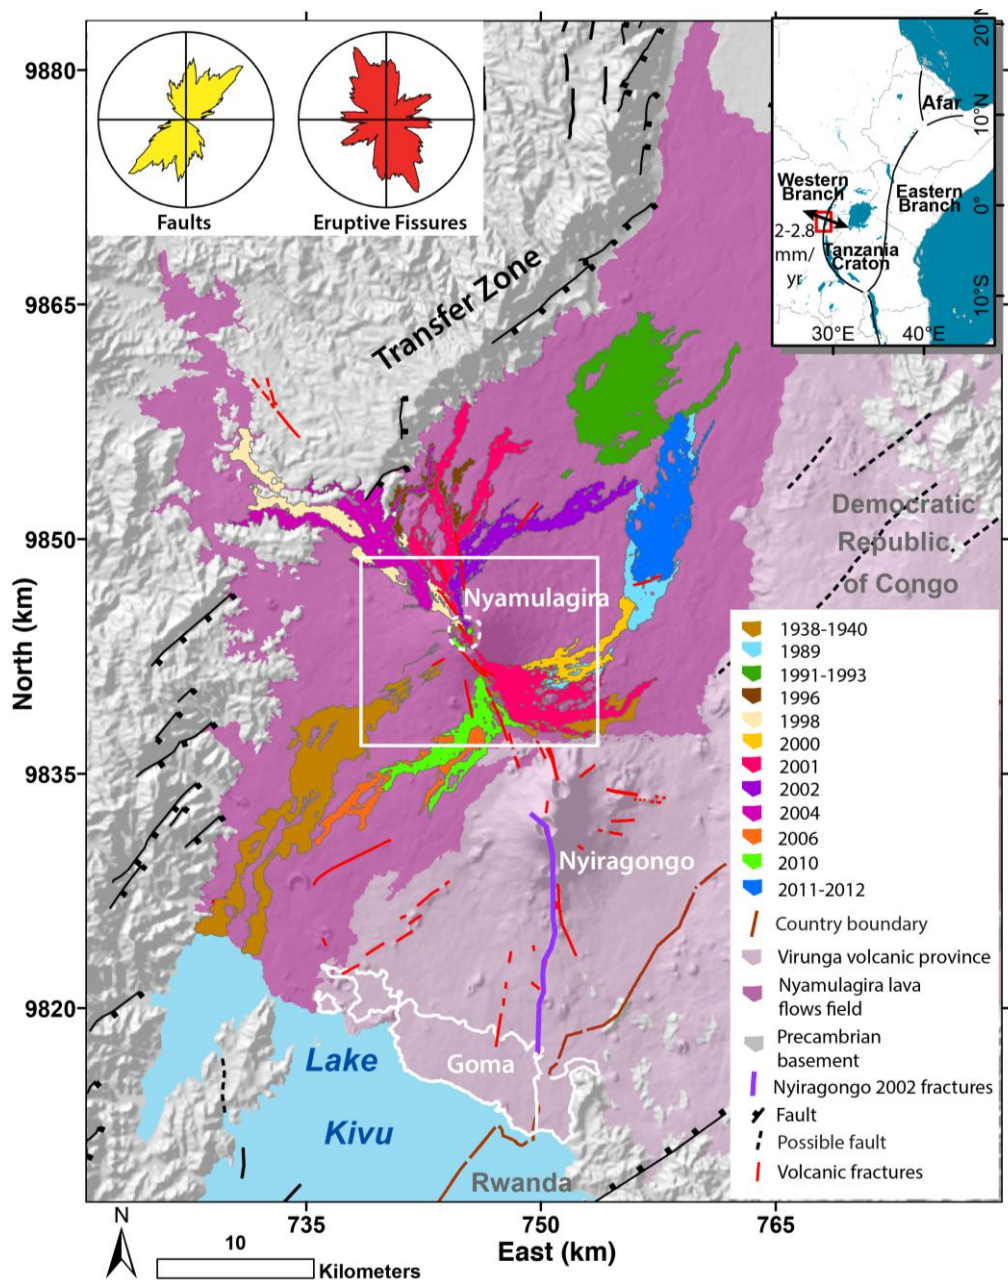 9880
9865
9850
9835
9820
North (km)
Faults
Eruptive Fissures
Transfer Zone
20°N
10°N
0°
10°S
Afar
Western
Branch
Eastern
Branch
2-2.8
mm/
yr
Tanzania
Craton
30°E
40°E
Democratic
Republic
of Congo
Nyamulagira
Nyiragongo
Goma
Lake
Kivu
Rwanda
1938-1940
1989
1991-1993
1996
1998
2000
2001
2002
2004
2006
2010
2011-2012
Country boundary
Virunga volcanic province
Nyamulagira lava
flows field
Precambrian
basement
Nyiragongo 2002 fractures
Fault
Possible fault
Volcanic fractures
735
750
765
East (km)
N
10
Kilometers